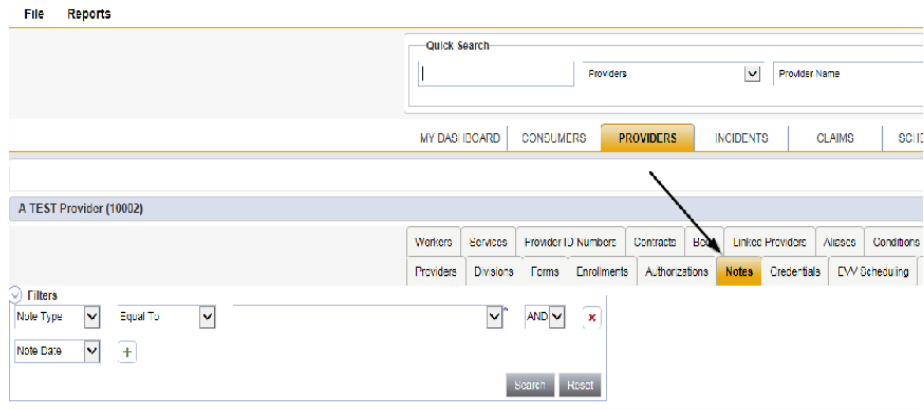 File Reports
Quick Search
Providers Provider Name
MY DASHBOARD CONSUMERS PROVIDERS INCIDENTS CLAIMS
A TEST Provider (10002)
Workers Services Provider ID Numbers Contracts Linked Providers Aliases Conditions
Providers Divisions Forms Enrollments Authorizations Notes Credentials EVV Scheduling
Filters
Note Type Equal To AND
Note Date
Search Reset